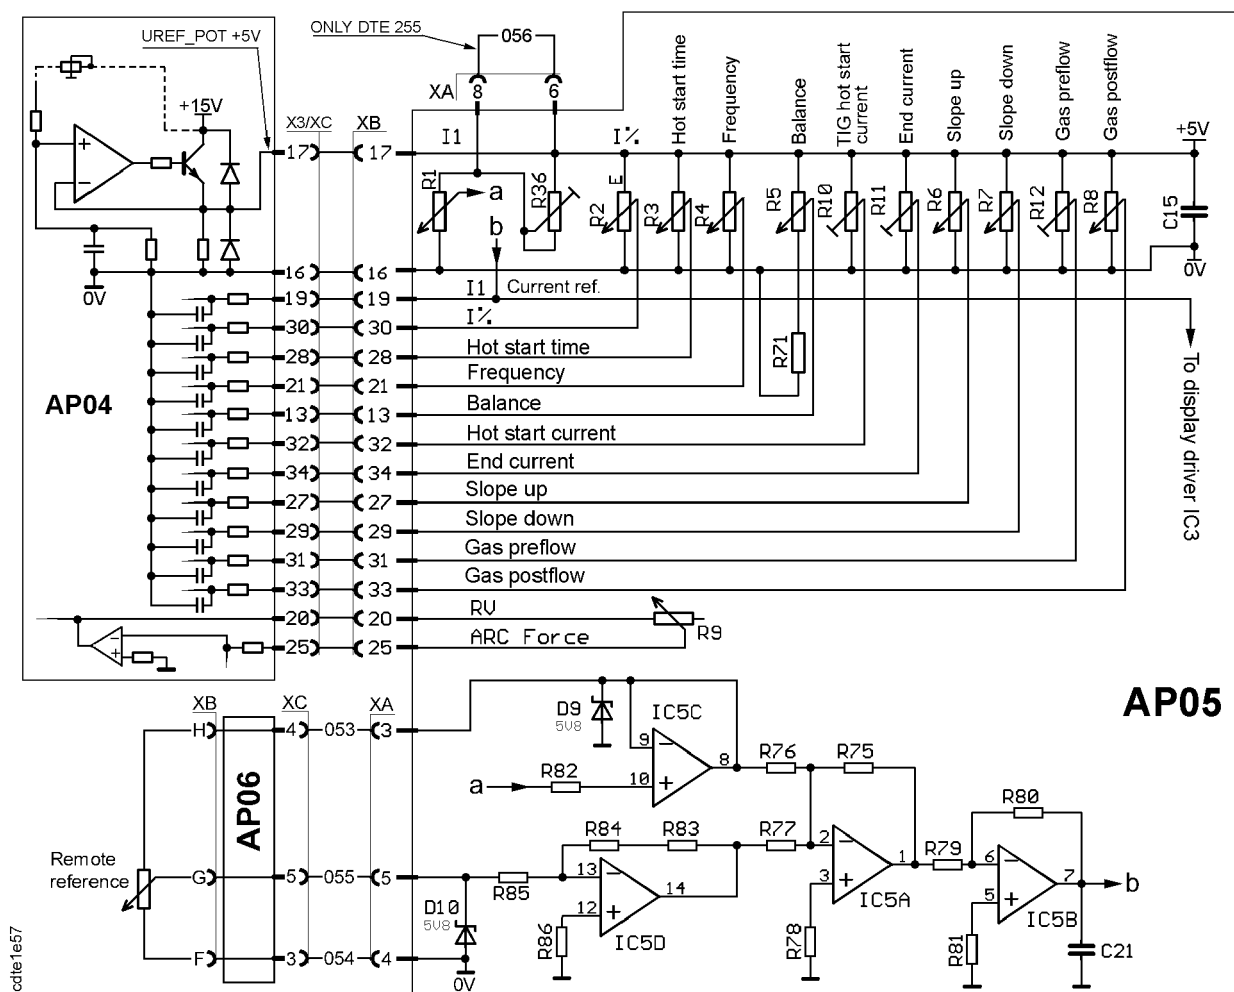 ONLY DTE 255
056
UREF_POT +5V
XA
8
6
+15V
X3/XC
XB
17
17
I1
I%
Hot start time
Frequency
Balance
TIG hot start current
End current
Slope up
Slope down
Gas preflow
Gas postflow
+5V
R1
a
b
R36
E
R2
R3
R4
R5
R10
R11
R6
R7
R12
R8
C15
0V
0V
16
16
19
19
I1
Current ref.
30
30
I%
28
28
Hot start time
R71
21
21
Frequency
AP04
13
13
Balance
32
32
Hot start current
34
34
End current
27
27
Slope up
29
29
Slope down
31
31
Gas preflow
33
33
Gas postflow
20
20
RV
R9
25
25
ARC Force
To display driver IC3
AP05
XB
XC
XA
H
4
053
3
D9
5V8
IC5C
9
8
10
a
R82
R76
R75
AP06
R84
R83
R77
2
3
1
IC5A
R79
R80
6
5
7
IC5B
b
Remote
reference
G
5
055
5
R85
13
12
14
IC5D
D10
5V8
R86
R78
R81
C21
F
3
054
4
0V
cdte1e57